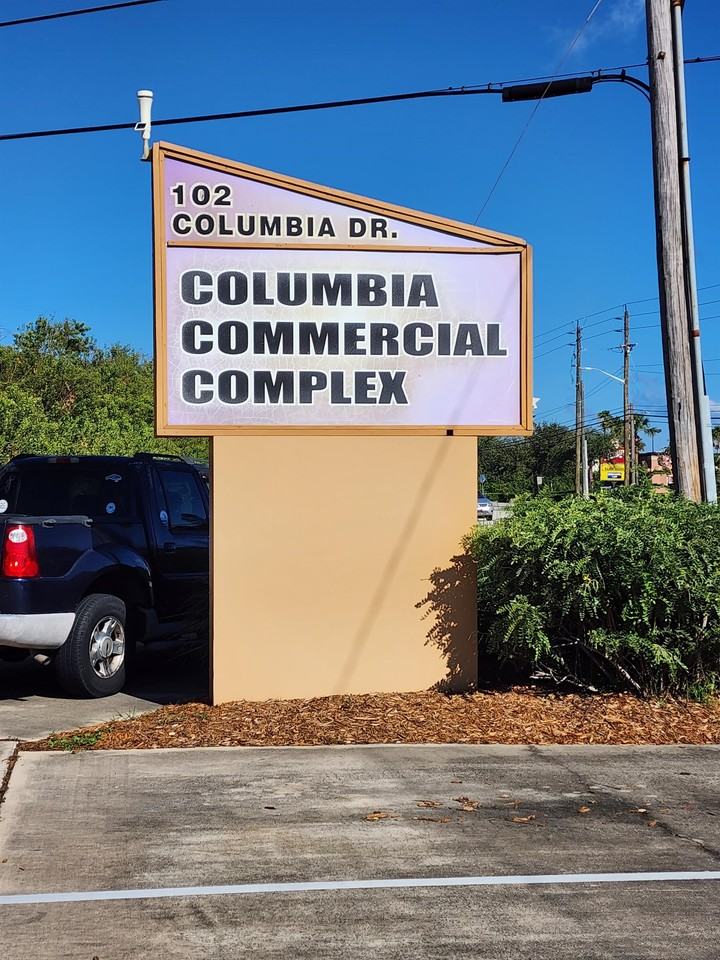 102
COLUMBIA DR.
COLUMBIA
COMMERCIAL
COMPLEX